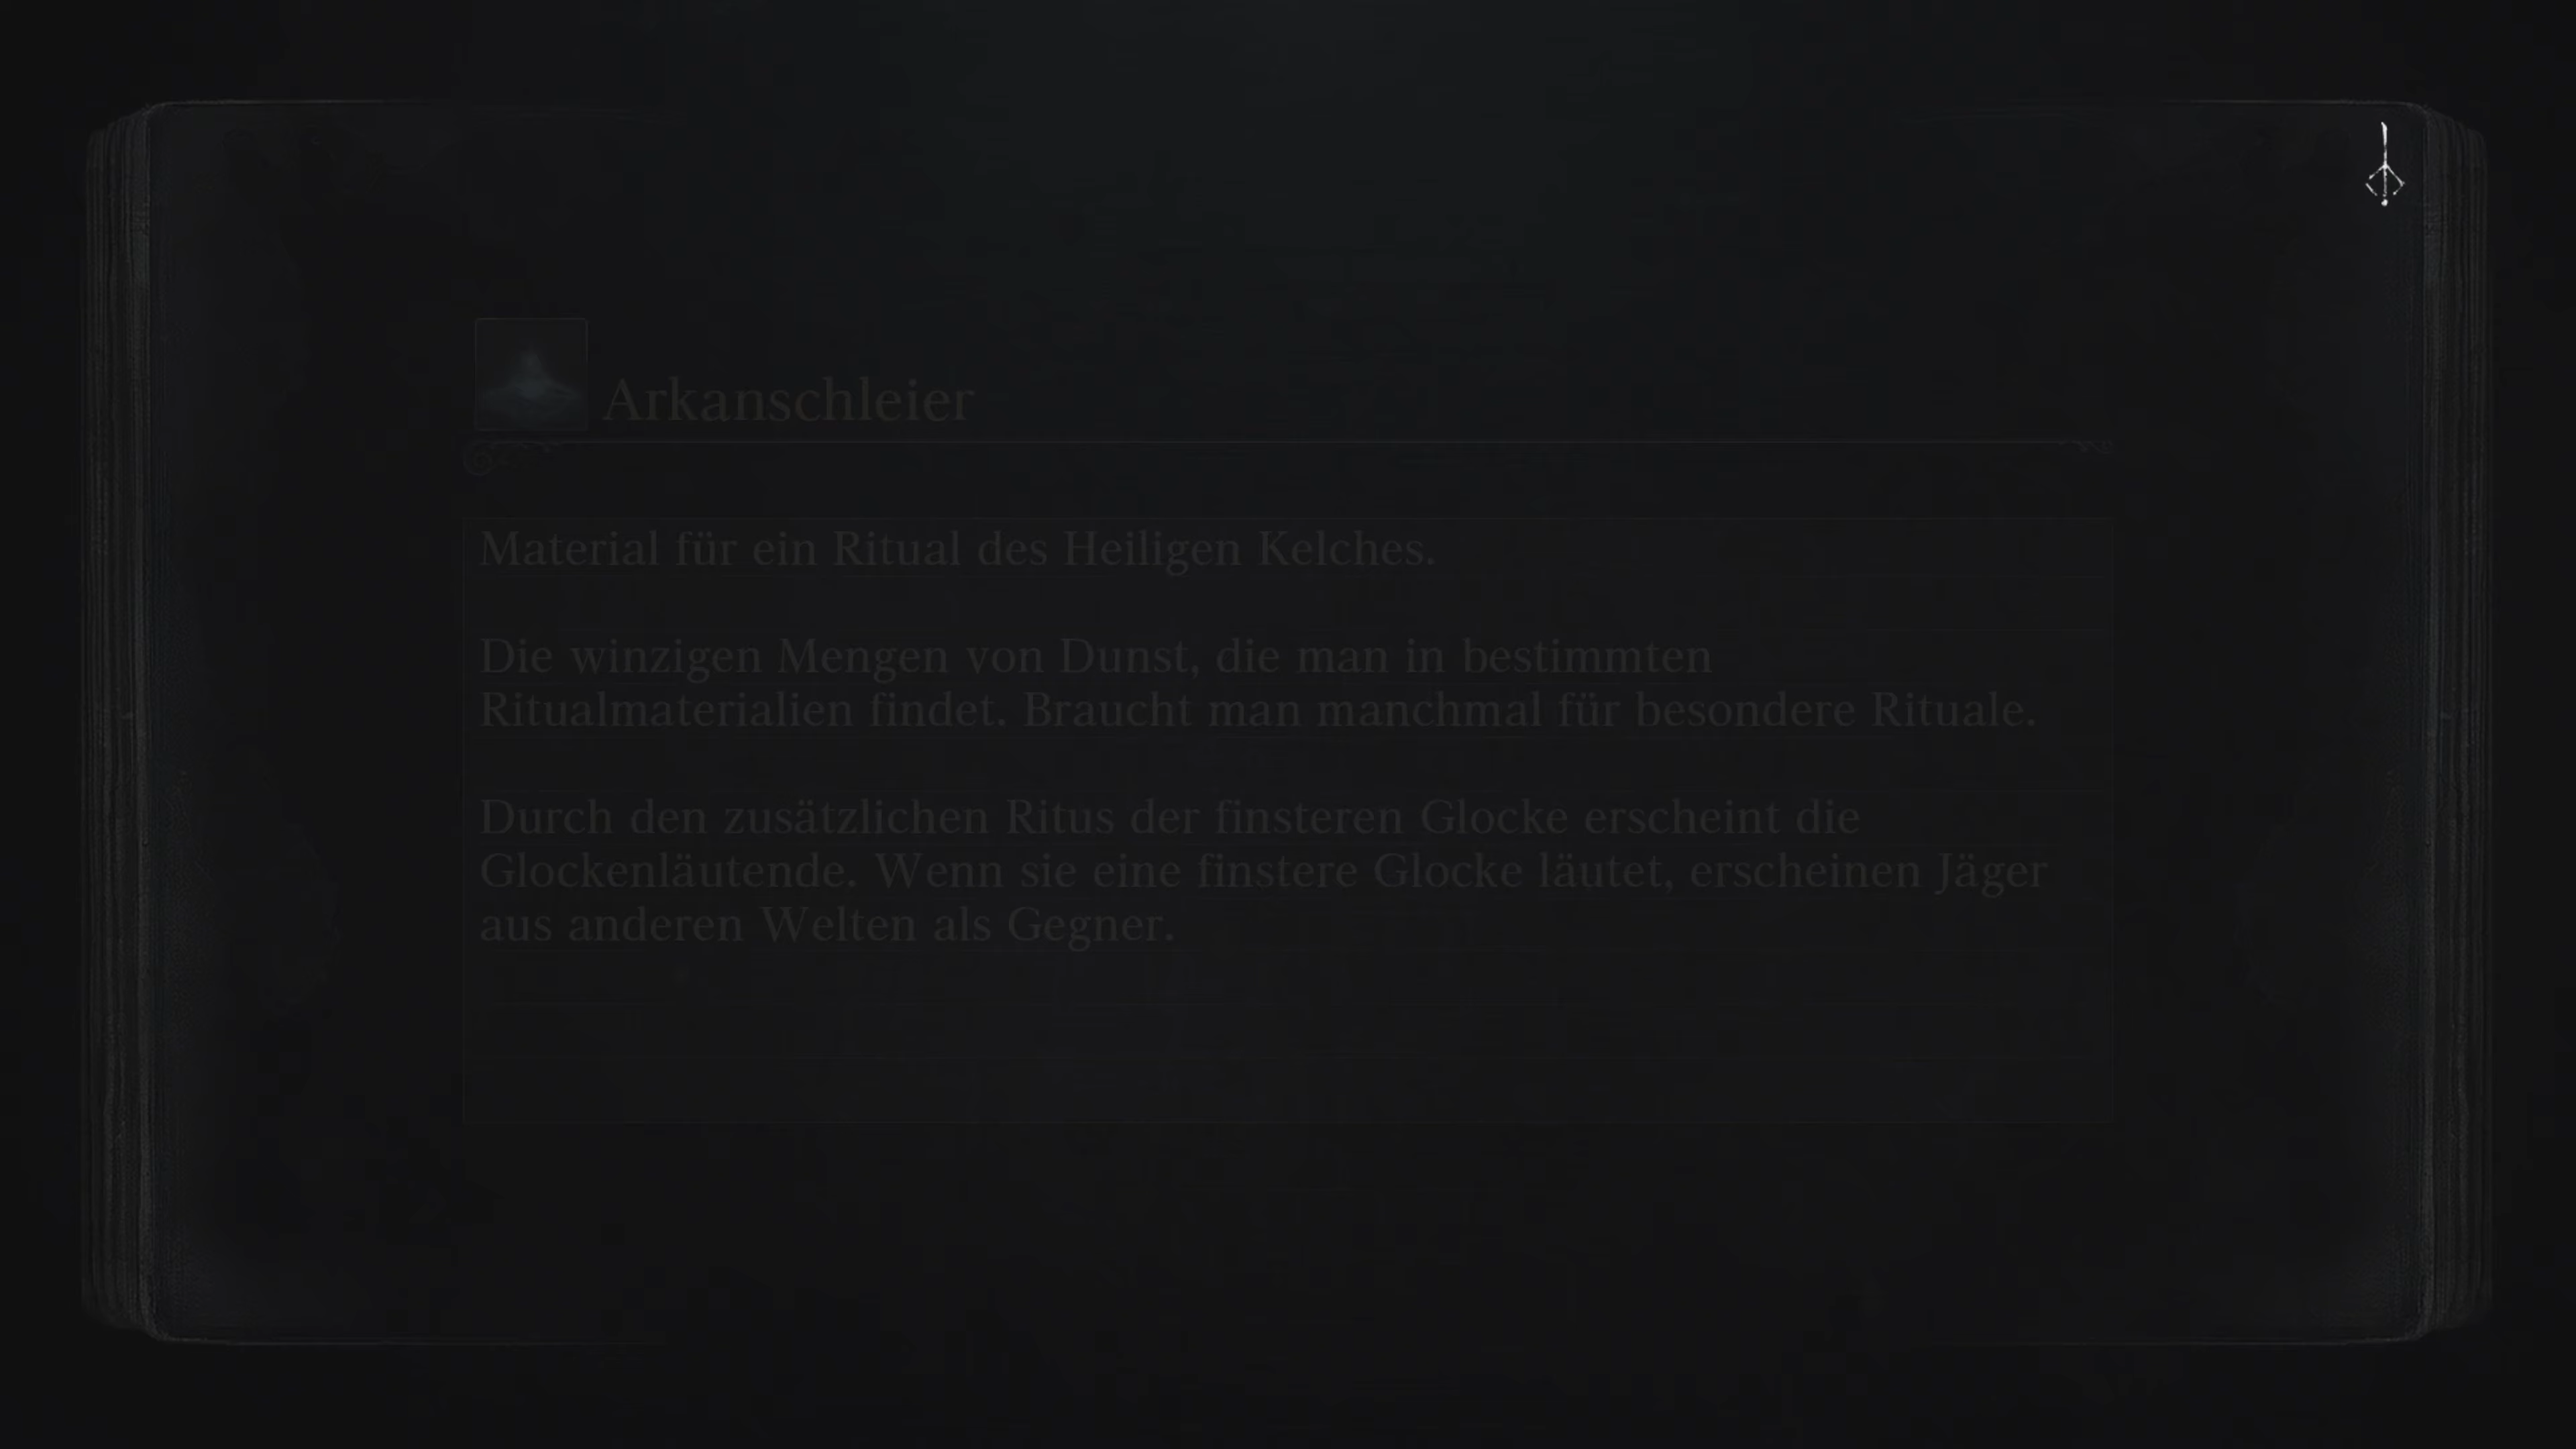 Arkanschleier
Material für ein Ritual des Heiligen Kelches.
Die winzigen Mengen von Dunst, die man in bestimmten
Ritualmaterialien findet. Braucht man manchmal für besondere Rituale.
Durch den zusätzlichen Ritus der finsteren Glocke erscheint die
Glockenläutende. Wenn sie eine finstere Glocke läutet, erscheinen Jäger
aus anderen Welten als Gegner.